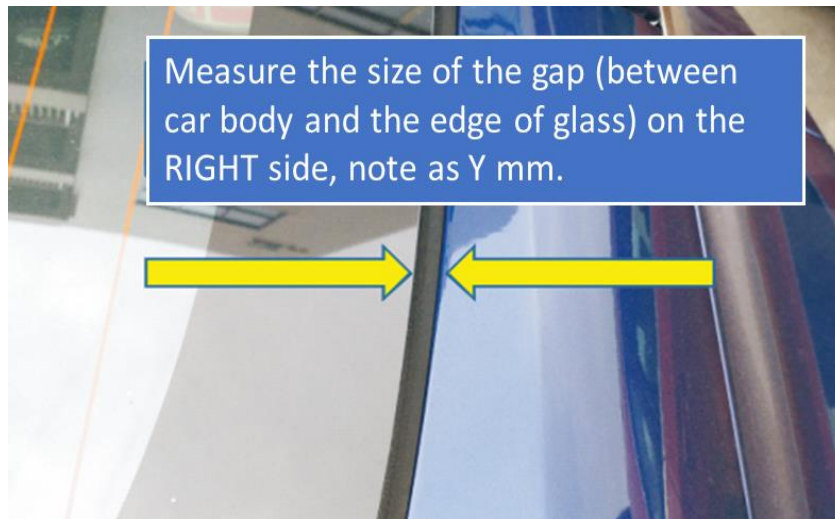 Measure the size of the gap (between
car body and the edge of glass) on the
RIGHT side, note as Y mm.